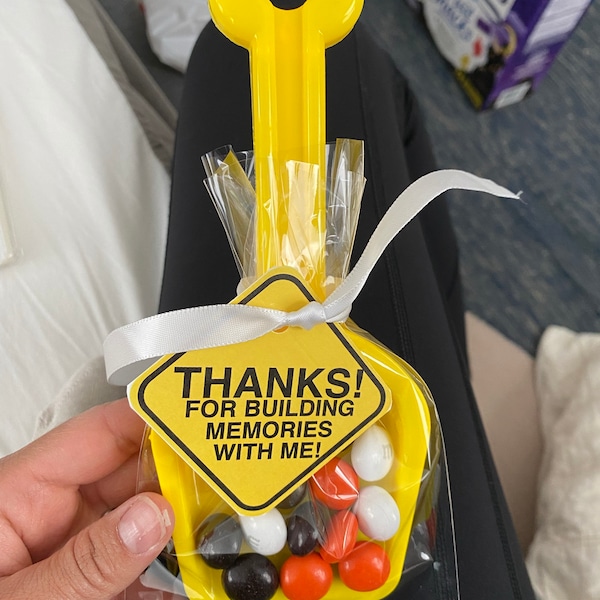 THANKS!
FOR BUILDING
MEMORIES
WITH ME!